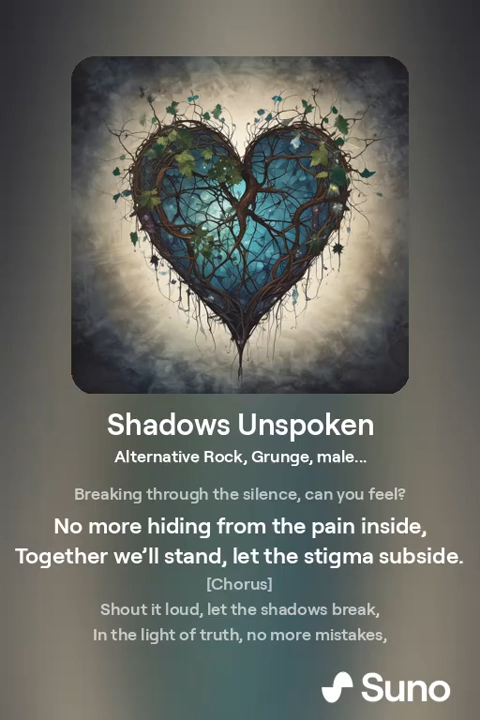 Shadows Unspoken
Alternative Rock, Grunge, male...
Breaking through the silence, can you feel?
No more hiding from the pain inside,
Together we’ll stand, let the stigma subside.
[Chorus]
Shout it loud, let the shadows break,
In the light of truth, no more mistakes,
Suno